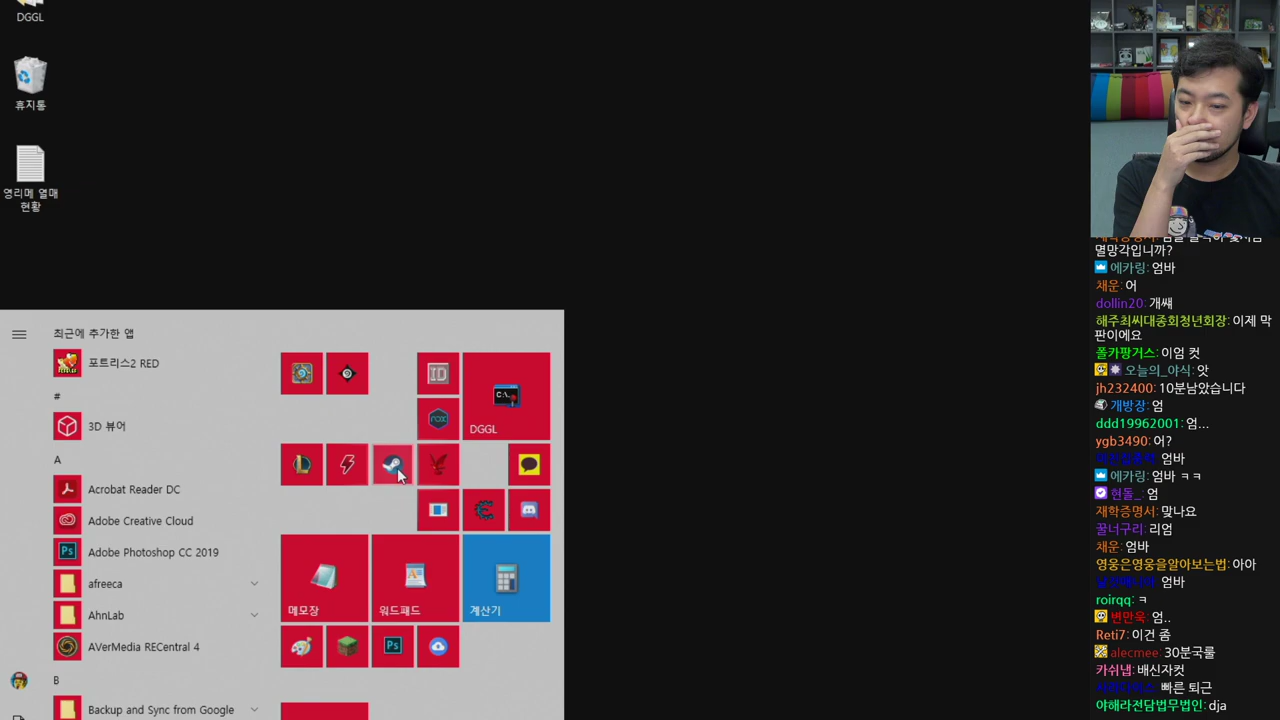 DGGL
휴지통
영리메 열매
현황
최근에 추가한 앱
포트리스2 RED
#
3D 뷰어
A
Acrobat Reader DC
Adobe Creative Cloud
Adobe Photoshop CC 2019
afreeca
AhnLab
AVerMedia RECentral 4
B
Backup and Sync from Google
ID
C:\
DGGL
nox
메모장
워드패드
계산기
Ps
멸망각입니까?
에카링: 엄바
채운: 어
dollin20: 개쌔
해주최씨대종회청년회장: 이제 막
판이에요
폴카팡거스: 이엄 컷
오늘의_야식: 앗
jh232400: 10분남았습니다
개방장: 엄
ddd19962001: 엄...
ygb3490: 어?
엄바
에카링: 엄바 ㅋㅋ
현돌_: 엄
재학증명서: 맞나요
꿀너구리: 리엄
채운: 엄바
영웅은영웅을알아보는법: 아아
엄바
roirqq: ㅋ
변만욱: 엄..
Reti7: 이건 좀
alecmee: 30분국룰
카쉬냅: 배신자컷
빠른 퇴근
야해라전담법무법인: dja